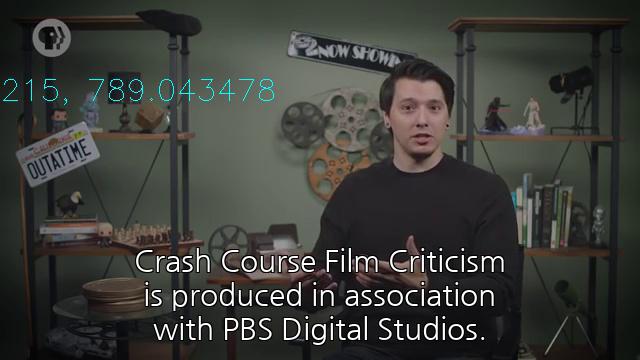 NOW SHOWING
215, 789.043478
OUTATIME
Crash Course Film Criticism
is produced in association
with PBS Digital Studios.